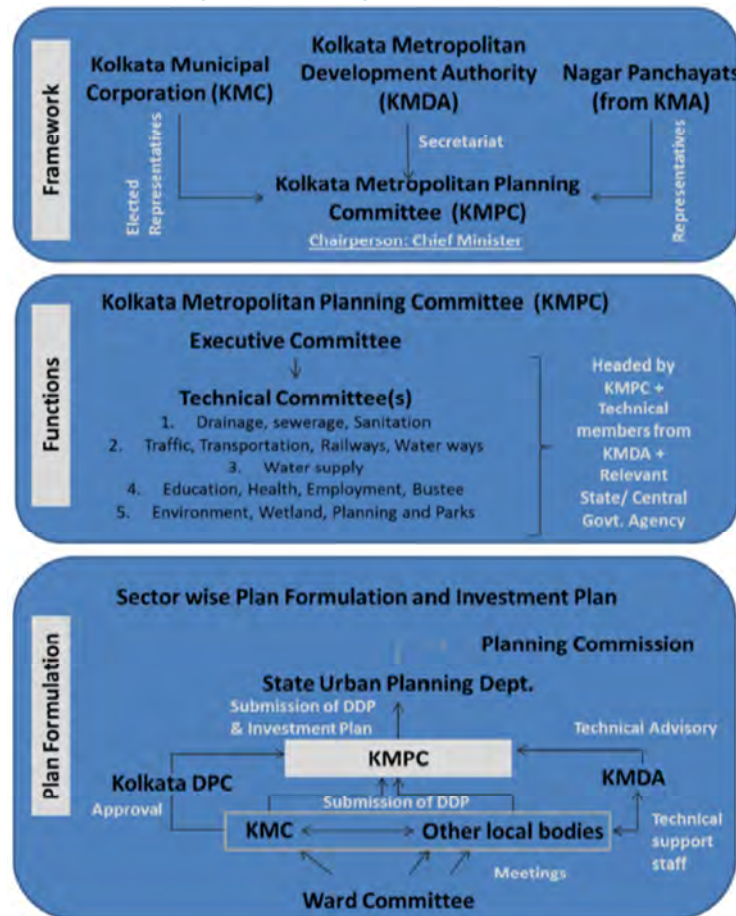 Framework
Kolkata Municipal
Corporation (KMC)
Kolkata Metropolitan
Development Authority
(KMDA)
Nagar Panchayats
(from KMA)
Elected
Representatives
Secretariat
Representatives
Kolkata Metropolitan Planning
Committee (KMPC)
Chairperson: Chief Minister
Functions
Kolkata Metropolitan Planning Committee (KMPC)
Executive Committee
Technical Committee(s)
1. Drainage, sewerage, Sanitation
2. Traffic, Transportation, Railways, Water ways
3. Water supply
4. Education, Health, Employment, Bustee
5. Environment, Wetland, Planning and Parks
Headed by
KMPC +
Technical
members from
KMDA +
Relevant
State/ Central
Govt. Agency
Plan Formulation
Sector wise Plan Formulation and Investment Plan
Planning Commission
State Urban Planning Dept.
Submission of DDP
& Investment Plan
Technical Advisory
KMPC
Kolkata DPC
KMDA
Approval
Submission of DDP
KMC
Other local bodies
Technical
support
staff
Meetings
Ward Committee